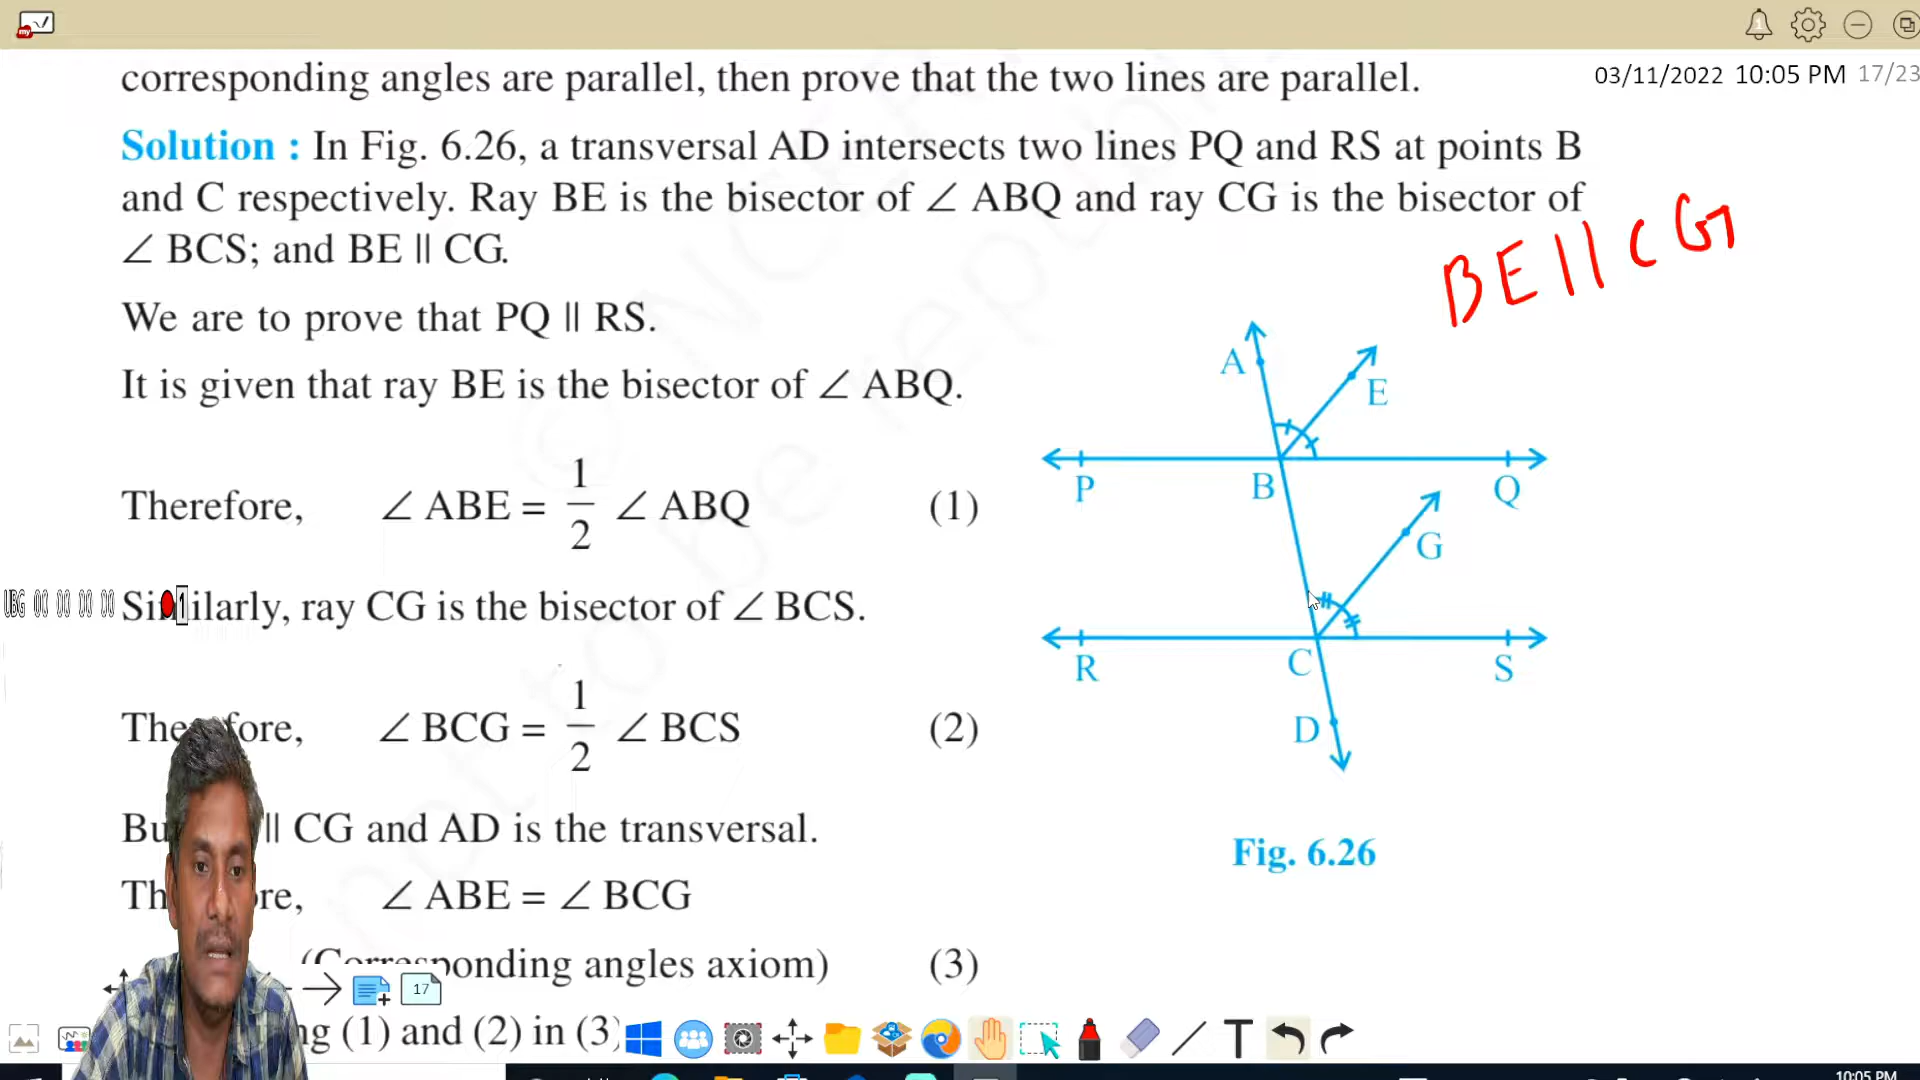 corresponding angles are parallel, then prove that the two lines are parallel.
03/11/2022 10:05 PM 17/23
Solution : In Fig. 6.26, a transversal AD intersects two lines PQ and RS at points B
and C respectively. Ray BE is the bisector of ∠ ABQ and ray CG is the bisector of
∠ BCS; and BE || CG.
BE||CG
We are to prove that PQ || RS.
It is given that ray BE is the bisector of ∠ ABQ.
Therefore, ∠ ABE = 1/2 ∠ ABQ (1)
ilarly, ray CG is the bisector of ∠ BCS.
∠ BCG = 1/2 ∠ BCS (2)
|| CG and AD is the transversal.
∠ ABE = ∠ BCG
(Corresponding angles axiom) (3)
(1) and (2) in (3)
A
E
P
B
Q
G
R
C
S
D
Fig. 6.26
17
T
10:05 PM